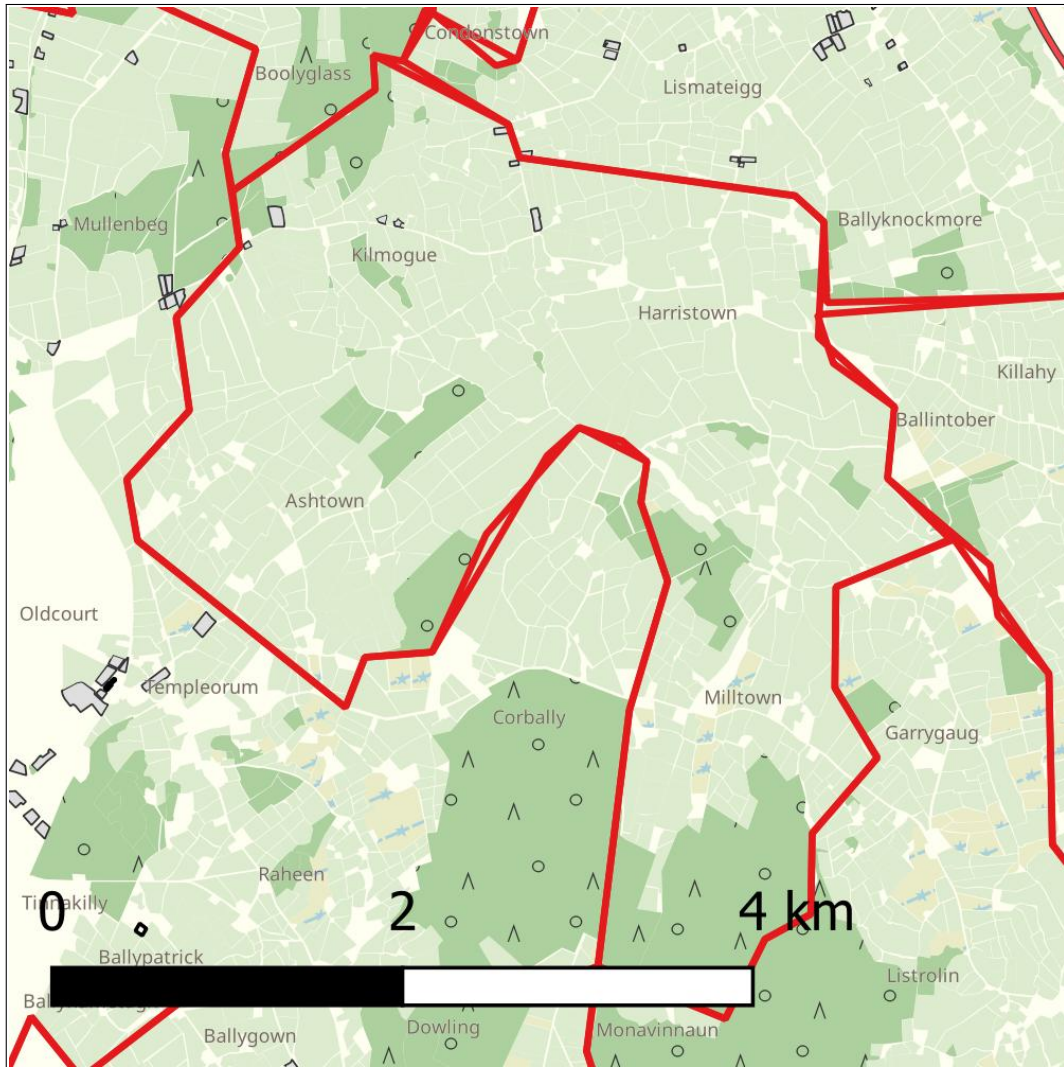 Condonstown
Boolyglass
Lismateigg
Mullenbeg
Ballyknockmore
Kilmogue
Harristown
Killahy
Ballintober
Ashtown
Oldcourt
Templeorum
Milltown
Corbally
Garrygaug
Raheen
Tinnakilly
0 2 4 km
Ballypatrick
Listrolin
Ballygown
Dowling
Monavinnaun